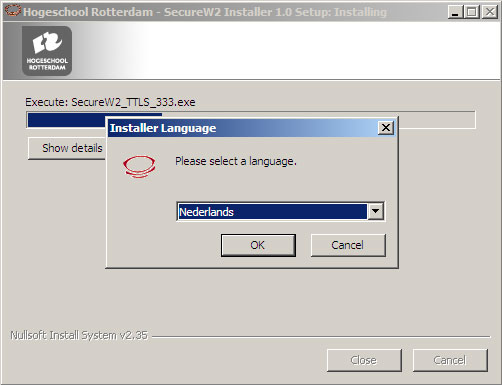 Hogeschool Rotterdam - SecureW2 Installer 1.0 Setup: Installing
HOGESCHOOL
ROTTERDAM
Execute: SecureW2_TTLS_333.exe
Show details
Installer Language
Please select a language.
Nederlands
OK
Cancel
Nullsoft Install System v2.35
Close
Cancel